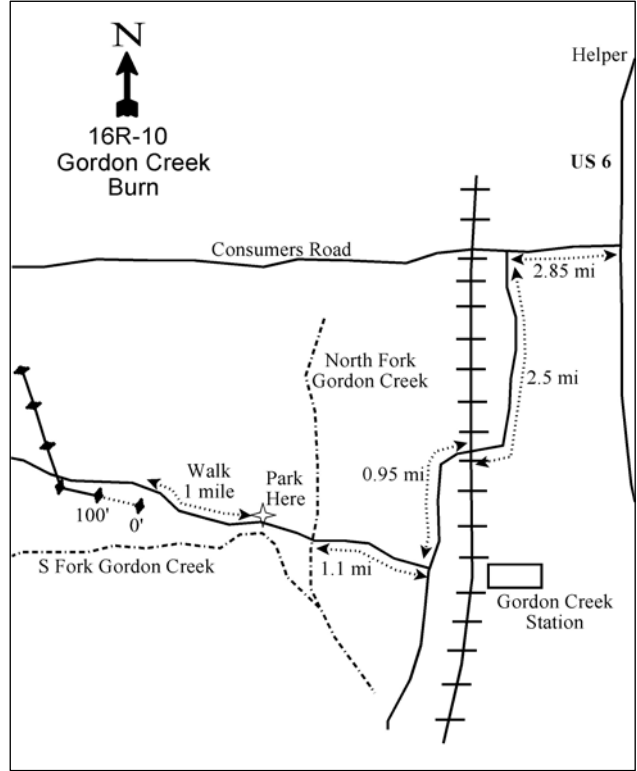 N
16R-10
Gordon Creek
Burn
Helper
US 6
Consumers Road
2.85 mi
North Fork
Gordon Creek
2.5 mi
Walk
1 mile
Park
Here
0.95 mi
100'
0'
S Fork Gordon Creek
1.1 mi
Gordon Creek
Station